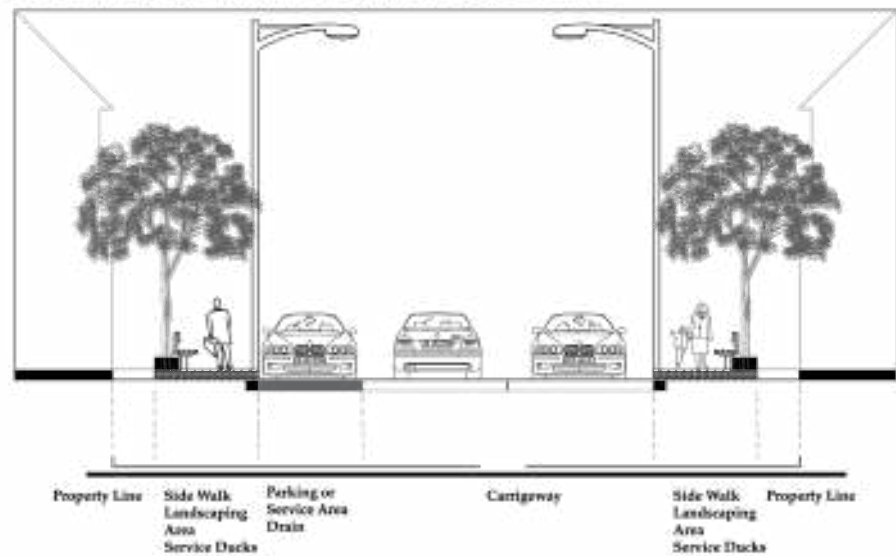 Property Line
Side Walk
Landscaping
Area
Service Ducks
Parking or
Service Area
Drain
Carrigeway
Side Walk
Landscaping
Area
Service Ducks
Property Line